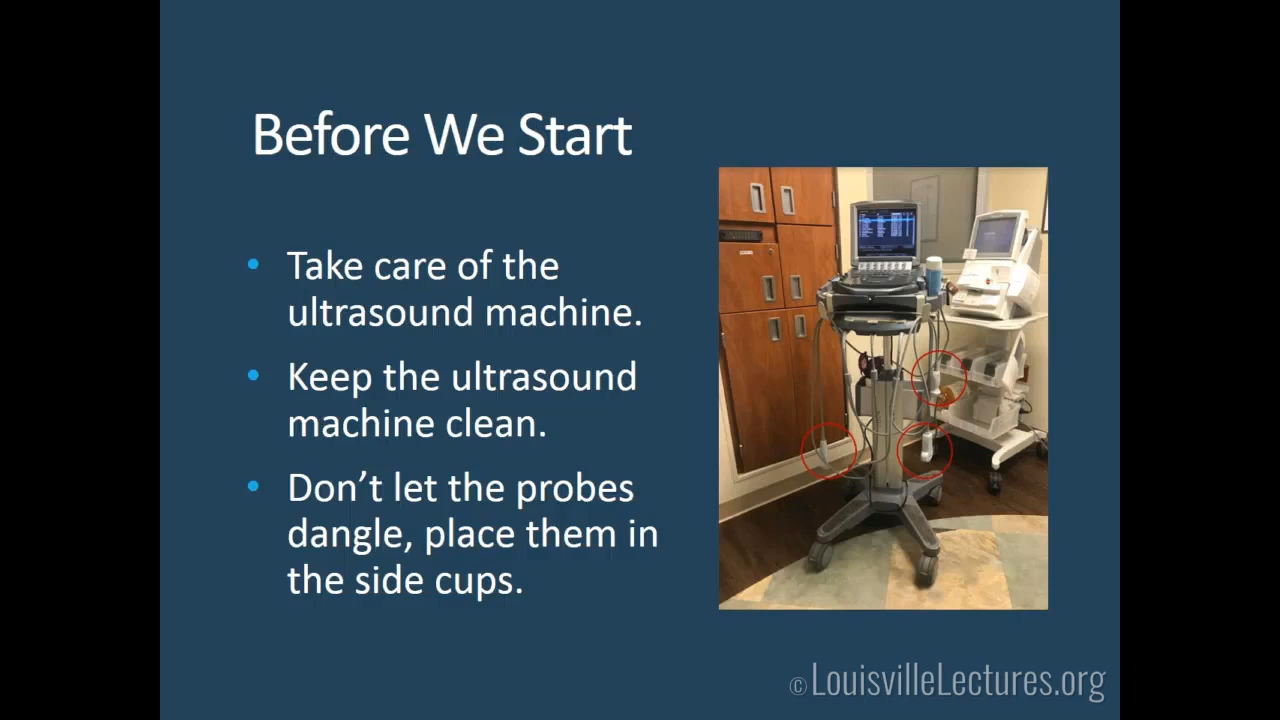 Before We Start
• Take care of the
ultrasound machine.
• Keep the ultrasound
machine clean.
• Don’t let the probes
dangle, place them in
the side cups.
© LouisvilleLectures.org